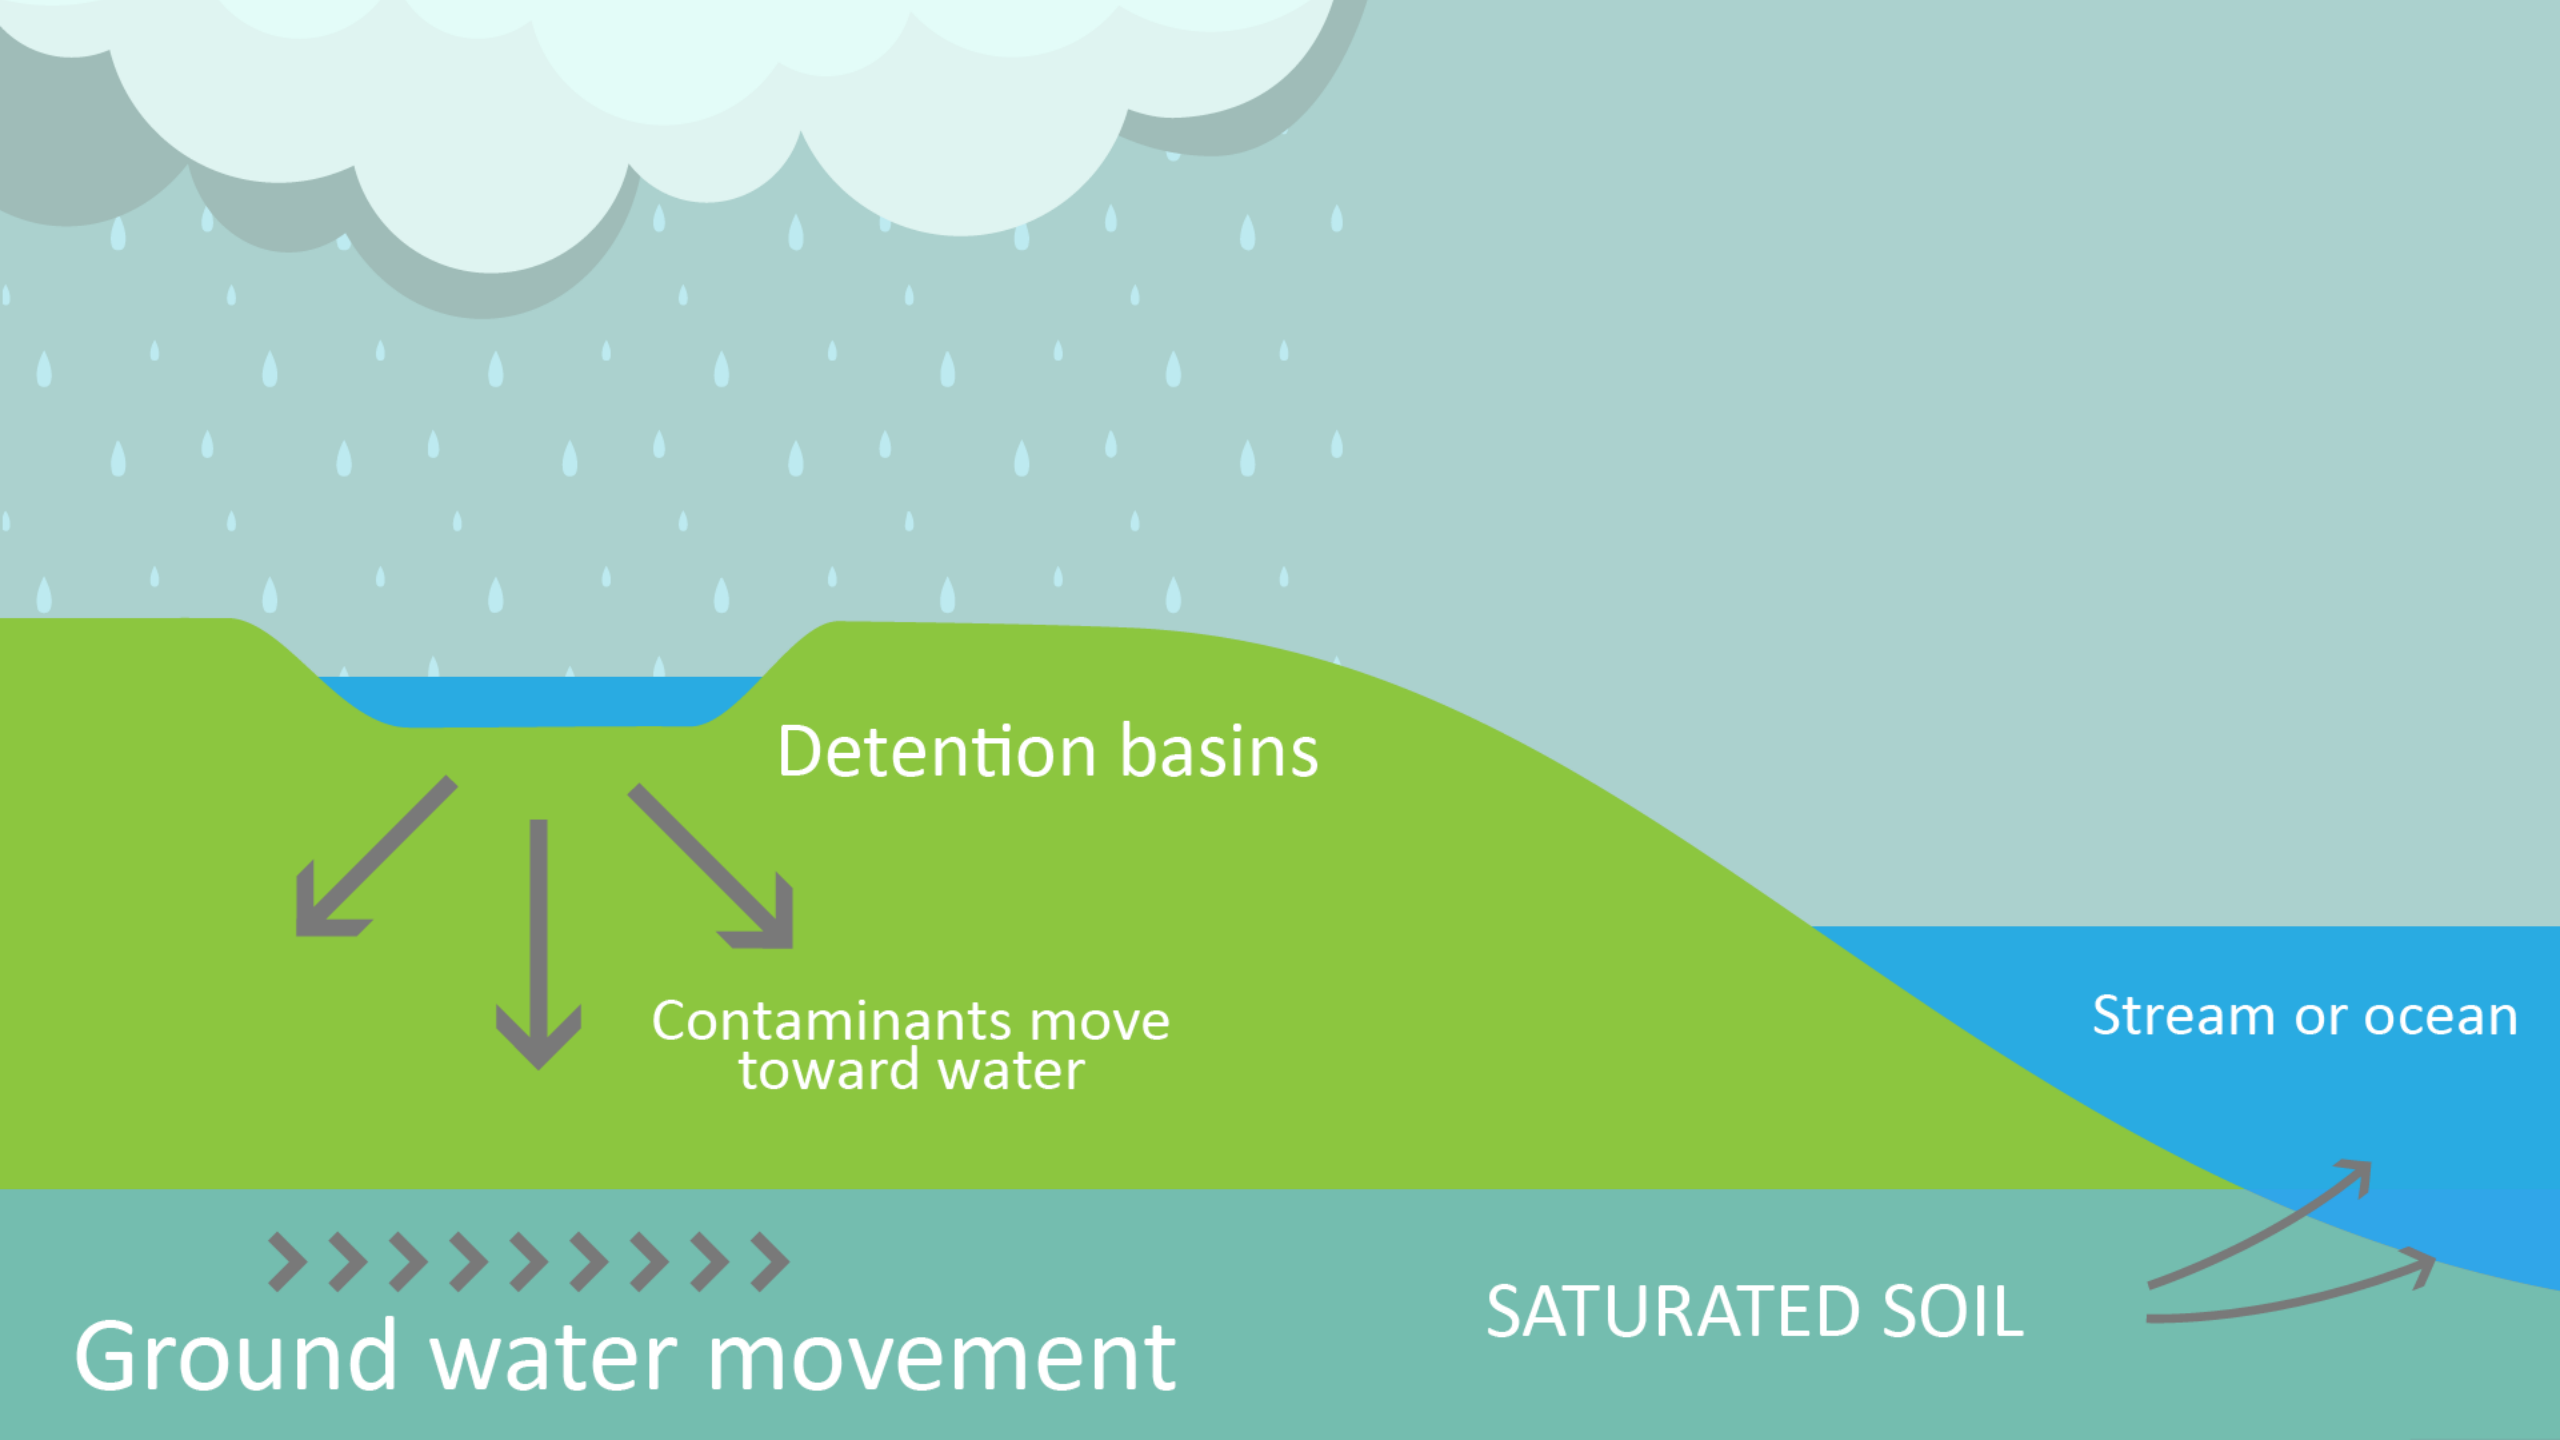 Detention basins
Contaminants move
toward water
Stream or ocean
SATURATED SOIL
Ground water movement